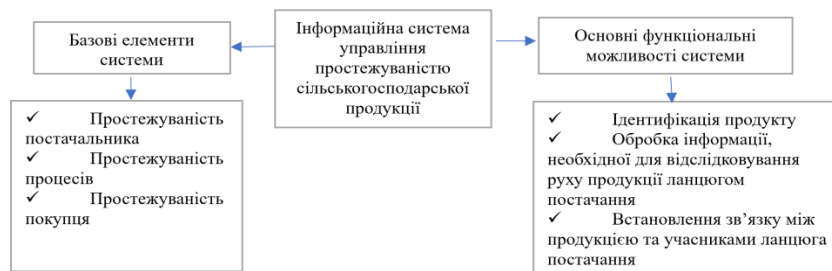 Базові елементи
системи
Інформаційна система
управління
простежуваністю
сільськогосподарської
продукції
Основні функціональні
можливості системи
✓ Простежуваність
постачальника
✓ Простежуваність
процесів
✓ Простежуваність
покупця
✓ Ідентифікація продукту
✓ Обробка інформації,
необхідної для відслідковування
руху продукції ланцюгом
постачання
✓ Встановлення зв’язку між
продукцією та учасниками ланцюга
постачання